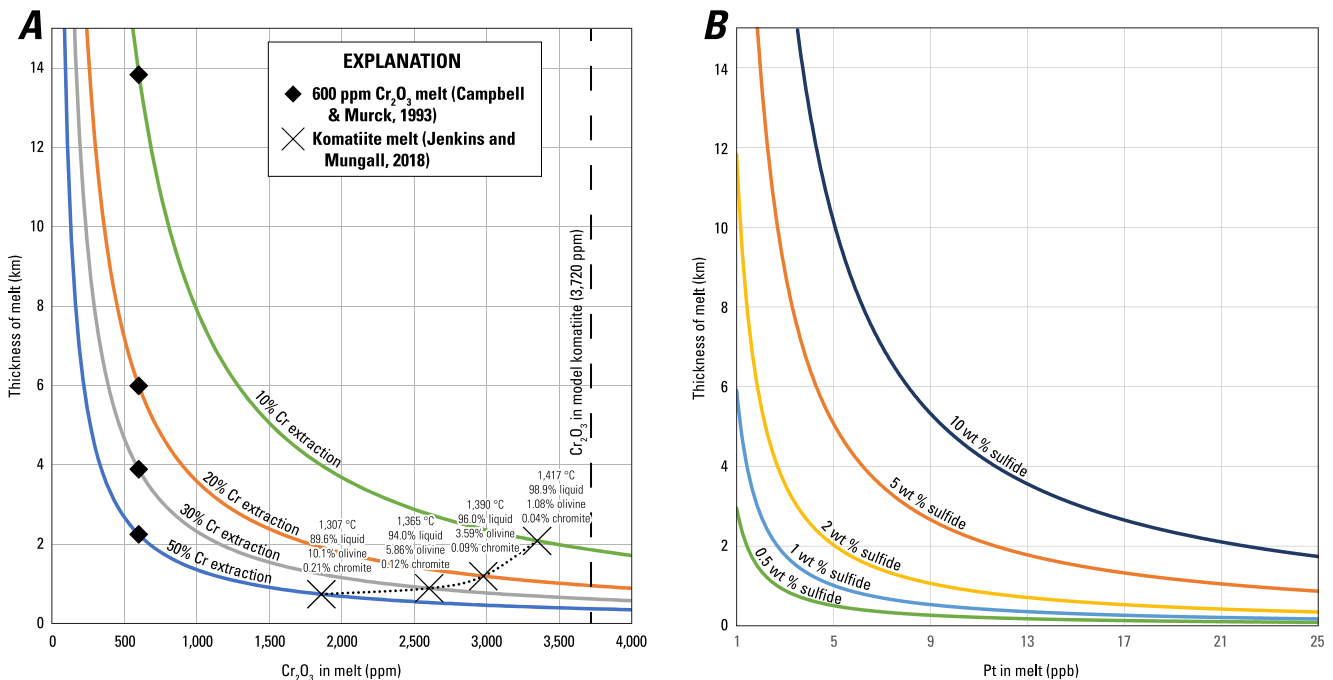 A
EXPLANATION
600 ppm Cr₂O₃ melt (Campbell
& Murck, 1993)
Komatiite melt (Jenkins and
Mungall, 2018)
14
12
10
8
6
4
2
0
Thickness of melt (km)
Cr₂O₃ in model komatiite (3,720 ppm)
10% Cr extraction
20% Cr extraction
30% Cr extraction
50% Cr extraction
1,307 °C
89.6% liquid
10.1% olivine
0.21% chromite
1,365 °C
94.0% liquid
5.86% olivine
0.12% chromite
1,390 °C
96.0% liquid
3.59% olivine
0.09% chromite
1,417 °C
98.9% liquid
1.08% olivine
0.04% chromite
0 500 1,000 1,500 2,000 2,500 3,000 3,500 4,000
Cr₂O₃ in melt (ppm)
B
14
12
10
8
6
4
2
0
Thickness of melt (km)
10 wt % sulfide
5 wt % sulfide
2 wt % sulfide
1 wt % sulfide
0.5 wt % sulfide
1 5 9 13 17 21 25
Pt in melt (ppb)